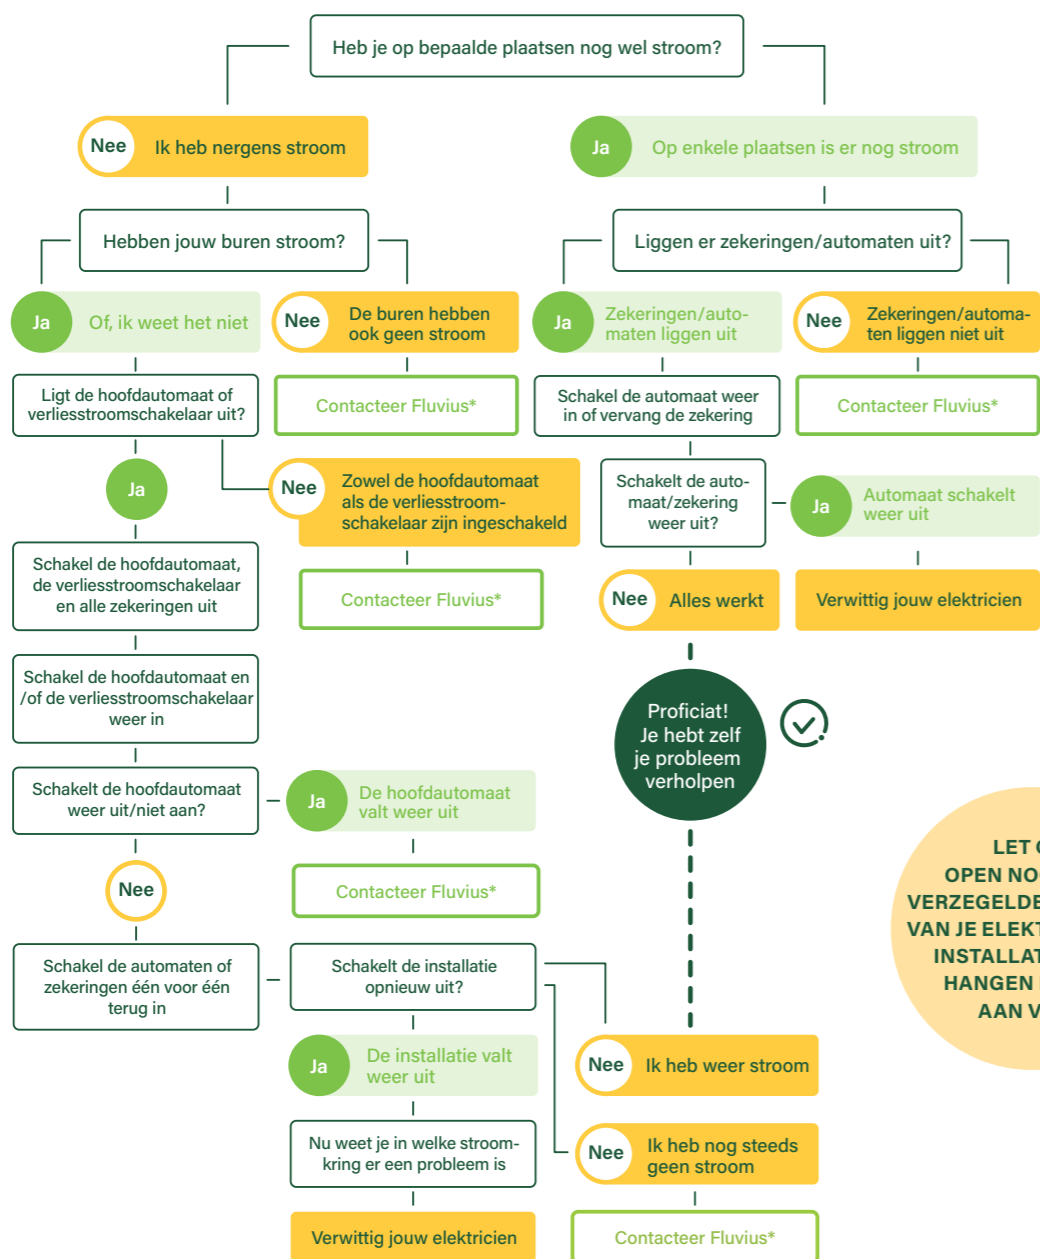 Heb je op bepaalde plaatsen nog wel stroom?
Nee
Ik heb nergens stroom
Ja
Op enkele plaatsen is er nog stroom
Hebben jouw buren stroom?
Liggen er zekeringen/automaten uit?
Ja
Of, ik weet het niet
Nee
De buren hebben
ook geen stroom
Ja
Zekeringen/auto-
maten liggen uit
Nee
Zekeringen/automa-
ten liggen niet uit
Ligt de hoofdautomaat of
verliesstroomschakelaar uit?
Contacteer Fluvius*
Schakel de automaat weer
in of vervang de zekering
Contacteer Fluvius*
Ja
Nee
Zowel de hoofdautomaat
als de verliesstroom-
schakelaar zijn ingeschakeld
Schakelt de auto-
maat/zekering
weer uit?
Ja
Automaat schakelt
weer uit
Schakel de hoofdautomaat,
de verliesstroomschakelaar
en alle zekeringen uit
Contacteer Fluvius*
Nee
Alles werkt
Verwittig jouw elektricien
Schakel de hoofdautomaat en
/of de verliesstroomschakelaar
weer in
Proficiat!
Je hebt zelf
je probleem
verholpen
Schakelt de hoofdautomaat
weer uit/niet aan?
Ja
De hoofdautomaat
valt weer uit
Nee
Contacteer Fluvius*
LET
OPEN
VERZEGELDE
VAN JE
HANGEN
AAN
Schakel de automaten of
zekeringen één voor één
terug in
Schakelt de installatie
opnieuw uit?
Ja
De installatie valt
weer uit
Nee
Ik heb weer stroom
Nu weet je in welke stroom-
kring er een probleem is
Nee
Ik heb nog steeds
geen stroom
Verwittig jouw elektricien
Contacteer Fluvius*